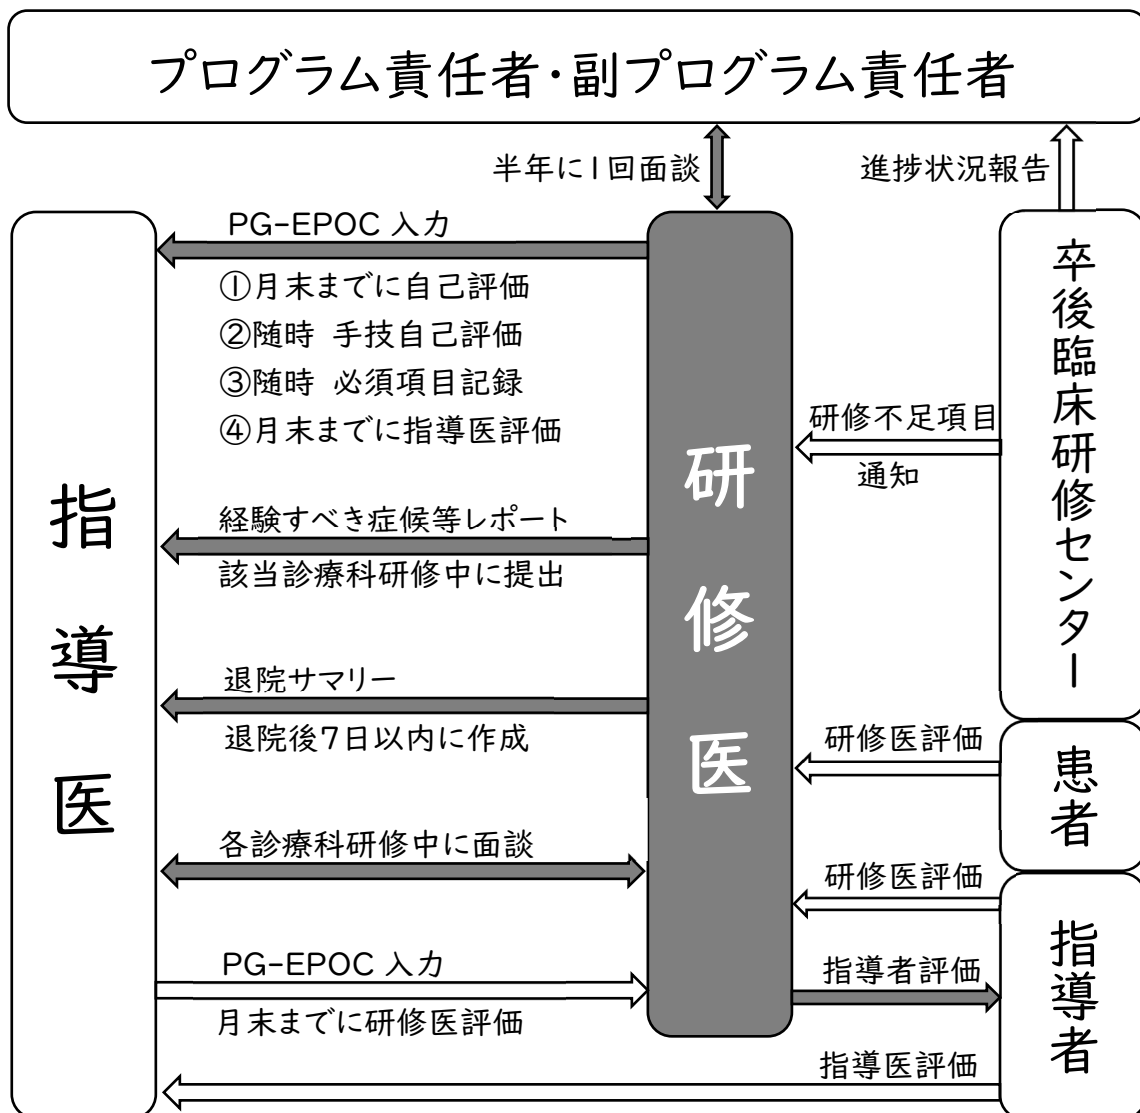 プログラム責任者・副プログラム責任者
半年に1回面談
進捗状況報告
指導医
PG-EPOC 入力
①月末までに自己評価
②随時 手技自己評価
③随時 必須項目記録
④月末までに指導医評価
経験すべき症候等レポート
該当診療科研修中に提出
退院サマリー
退院後7日以内に作成
各診療科研修中に面談
PG-EPOC 入力
月末までに研修医評価
研修医
研修不足項目
通知
研修医評価
研修医評価
指導者評価
指導医評価
卒後臨床研修センター
患者
指導者